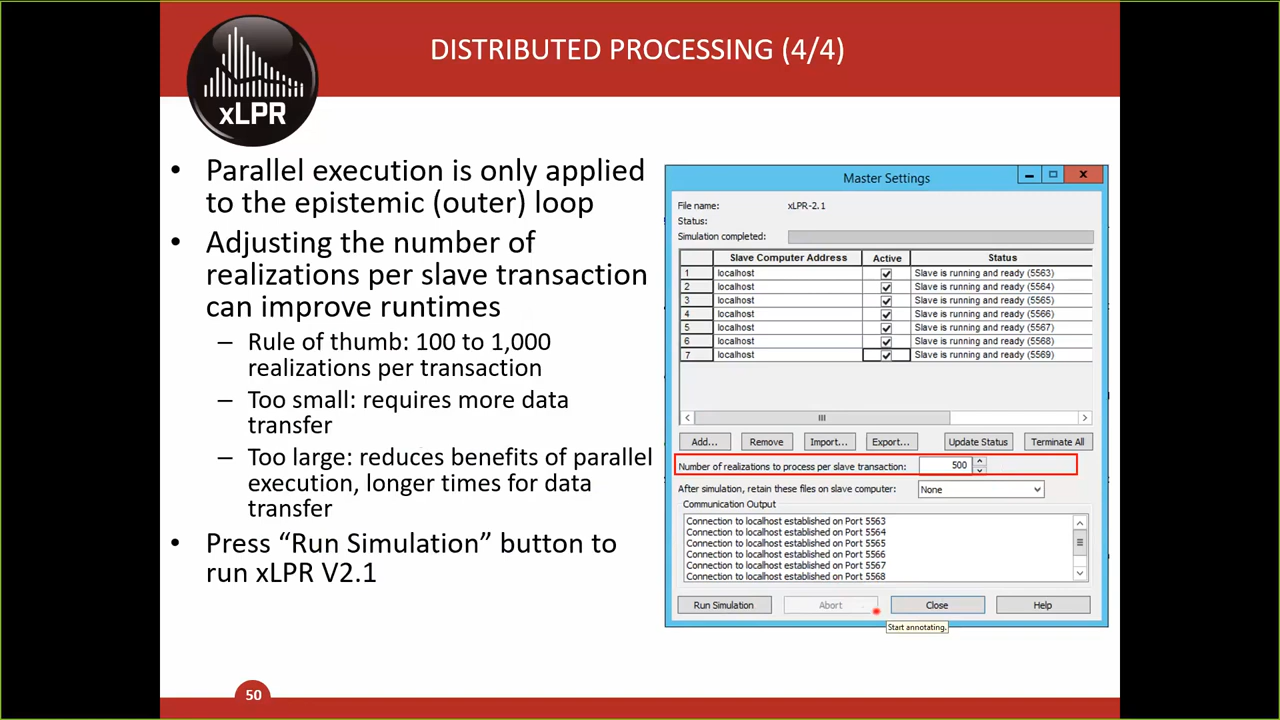 xLPR
DISTRIBUTED PROCESSING (4/4)
• Parallel execution is only applied
to the epistemic (outer) loop
• Adjusting the number of
realizations per slave transaction
can improve runtimes
– Rule of thumb: 100 to 1,000
realizations per transaction
– Too small: requires more data
transfer
– Too large: reduces benefits of parallel
execution, longer times for data
transfer
• Press “Run Simulation” button to
run xLPR V2.1
Master Settings
File name: xLPR-2.1
Status:
Simulation completed:
Slave Computer Address Active Status
1 localhost Slave is running and ready (5563)
2 localhost Slave is running and ready (5564)
3 localhost Slave is running and ready (5565)
4 localhost Slave is running and ready (5566)
5 localhost Slave is running and ready (5567)
6 localhost Slave is running and ready (5568)
7 localhost Slave is running and ready (5569)
Add... Remove Import... Export... Update Status Terminate All
Number of realizations to process per slave transaction: 500
After simulation, retain these files on slave computer: None
Communication Output
Connection to localhost established on Port 5563
Connection to localhost established on Port 5564
Connection to localhost established on Port 5565
Connection to localhost established on Port 5566
Connection to localhost established on Port 5567
Connection to localhost established on Port 5568
Run Simulation Abort Close Help
Start annotating.
50